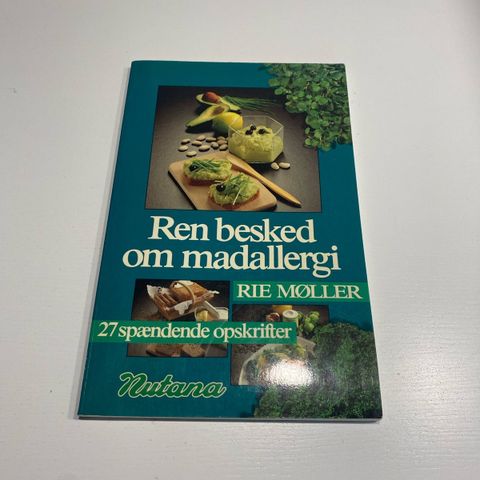 Ren besked
om madallergi
RIE MØLLER
27 spændende opskrifter
Nutana